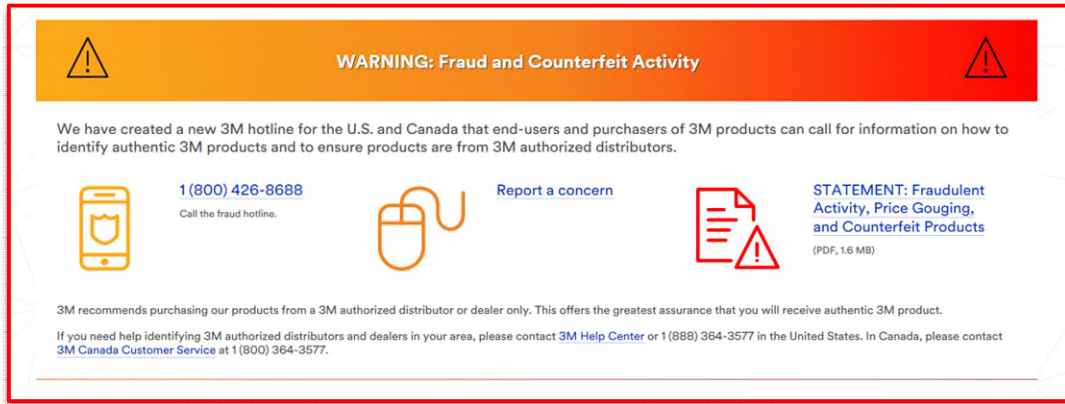 WARNING: Fraud and Counterfeit Activity
We have created a new 3M hotline for the U.S. and Canada that end-users and purchasers of 3M products can call for information on how to
identify authentic 3M products and to ensure products are from 3M authorized distributors.
1 (800) 426-8688
Call the fraud hotline.
Report a concern
STATEMENT: Fraudulent
Activity, Price Gouging,
and Counterfeit Products
(PDF, 1.6 MB)
3M recommends purchasing our products from a 3M authorized distributor or dealer only. This offers the greatest assurance that you will receive authentic 3M product.
If you need help identifying 3M authorized distributors and dealers in your area, please contact 3M Help Center or 1 (888) 364-3577 in the United States. In Canada, please contact
3M Canada Customer Service at 1 (800) 364-3577.